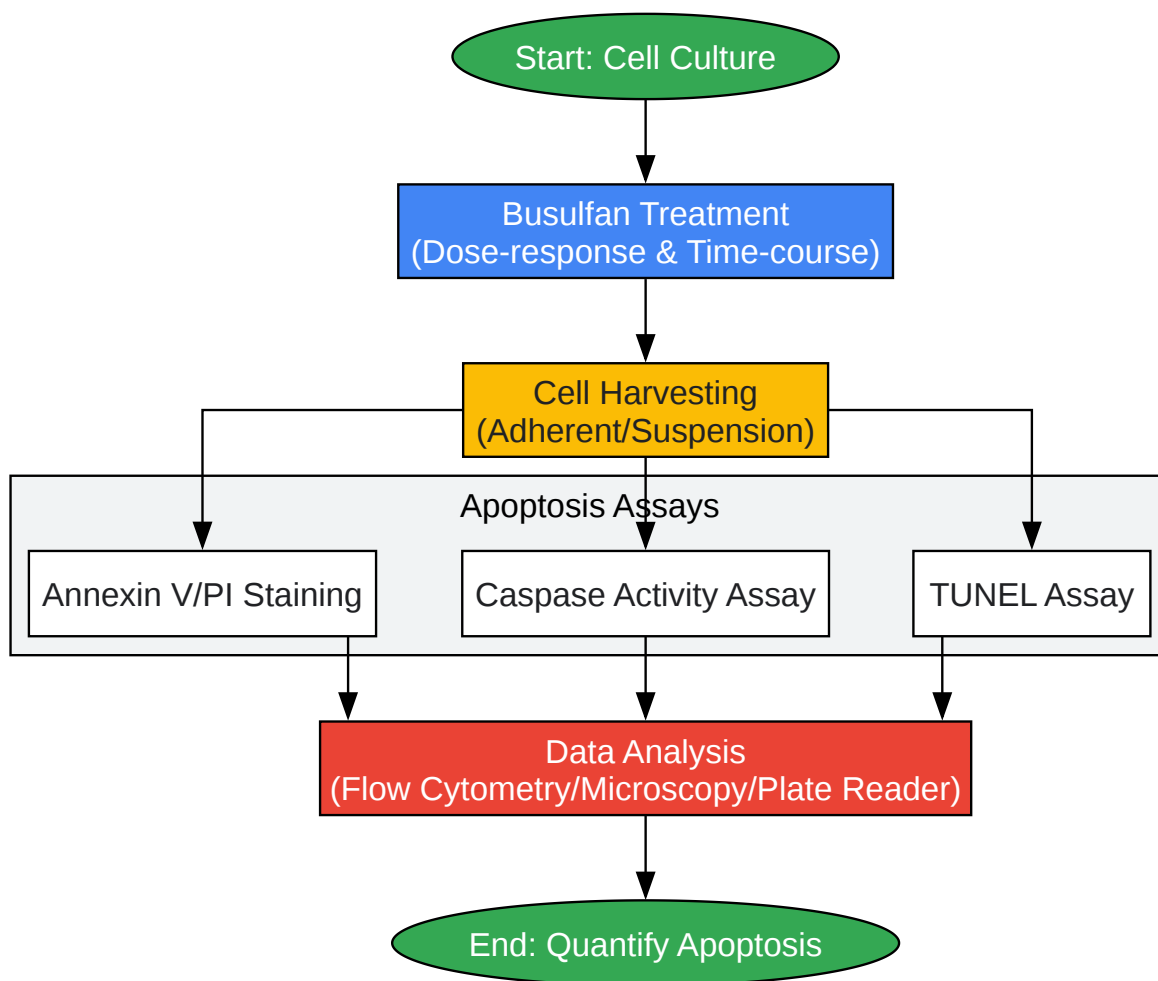 Start: Cell Culture
Busulfan Treatment
(Dose-response & Time-course)
Cell Harvesting
(Adherent/Suspension)
Apoptosis Assays
Annexin V/PI Staining
Caspase Activity Assay
TUNEL Assay
Data Analysis
(Flow Cytometry/Microscopy/Plate Reader)
End: Quantify Apoptosis